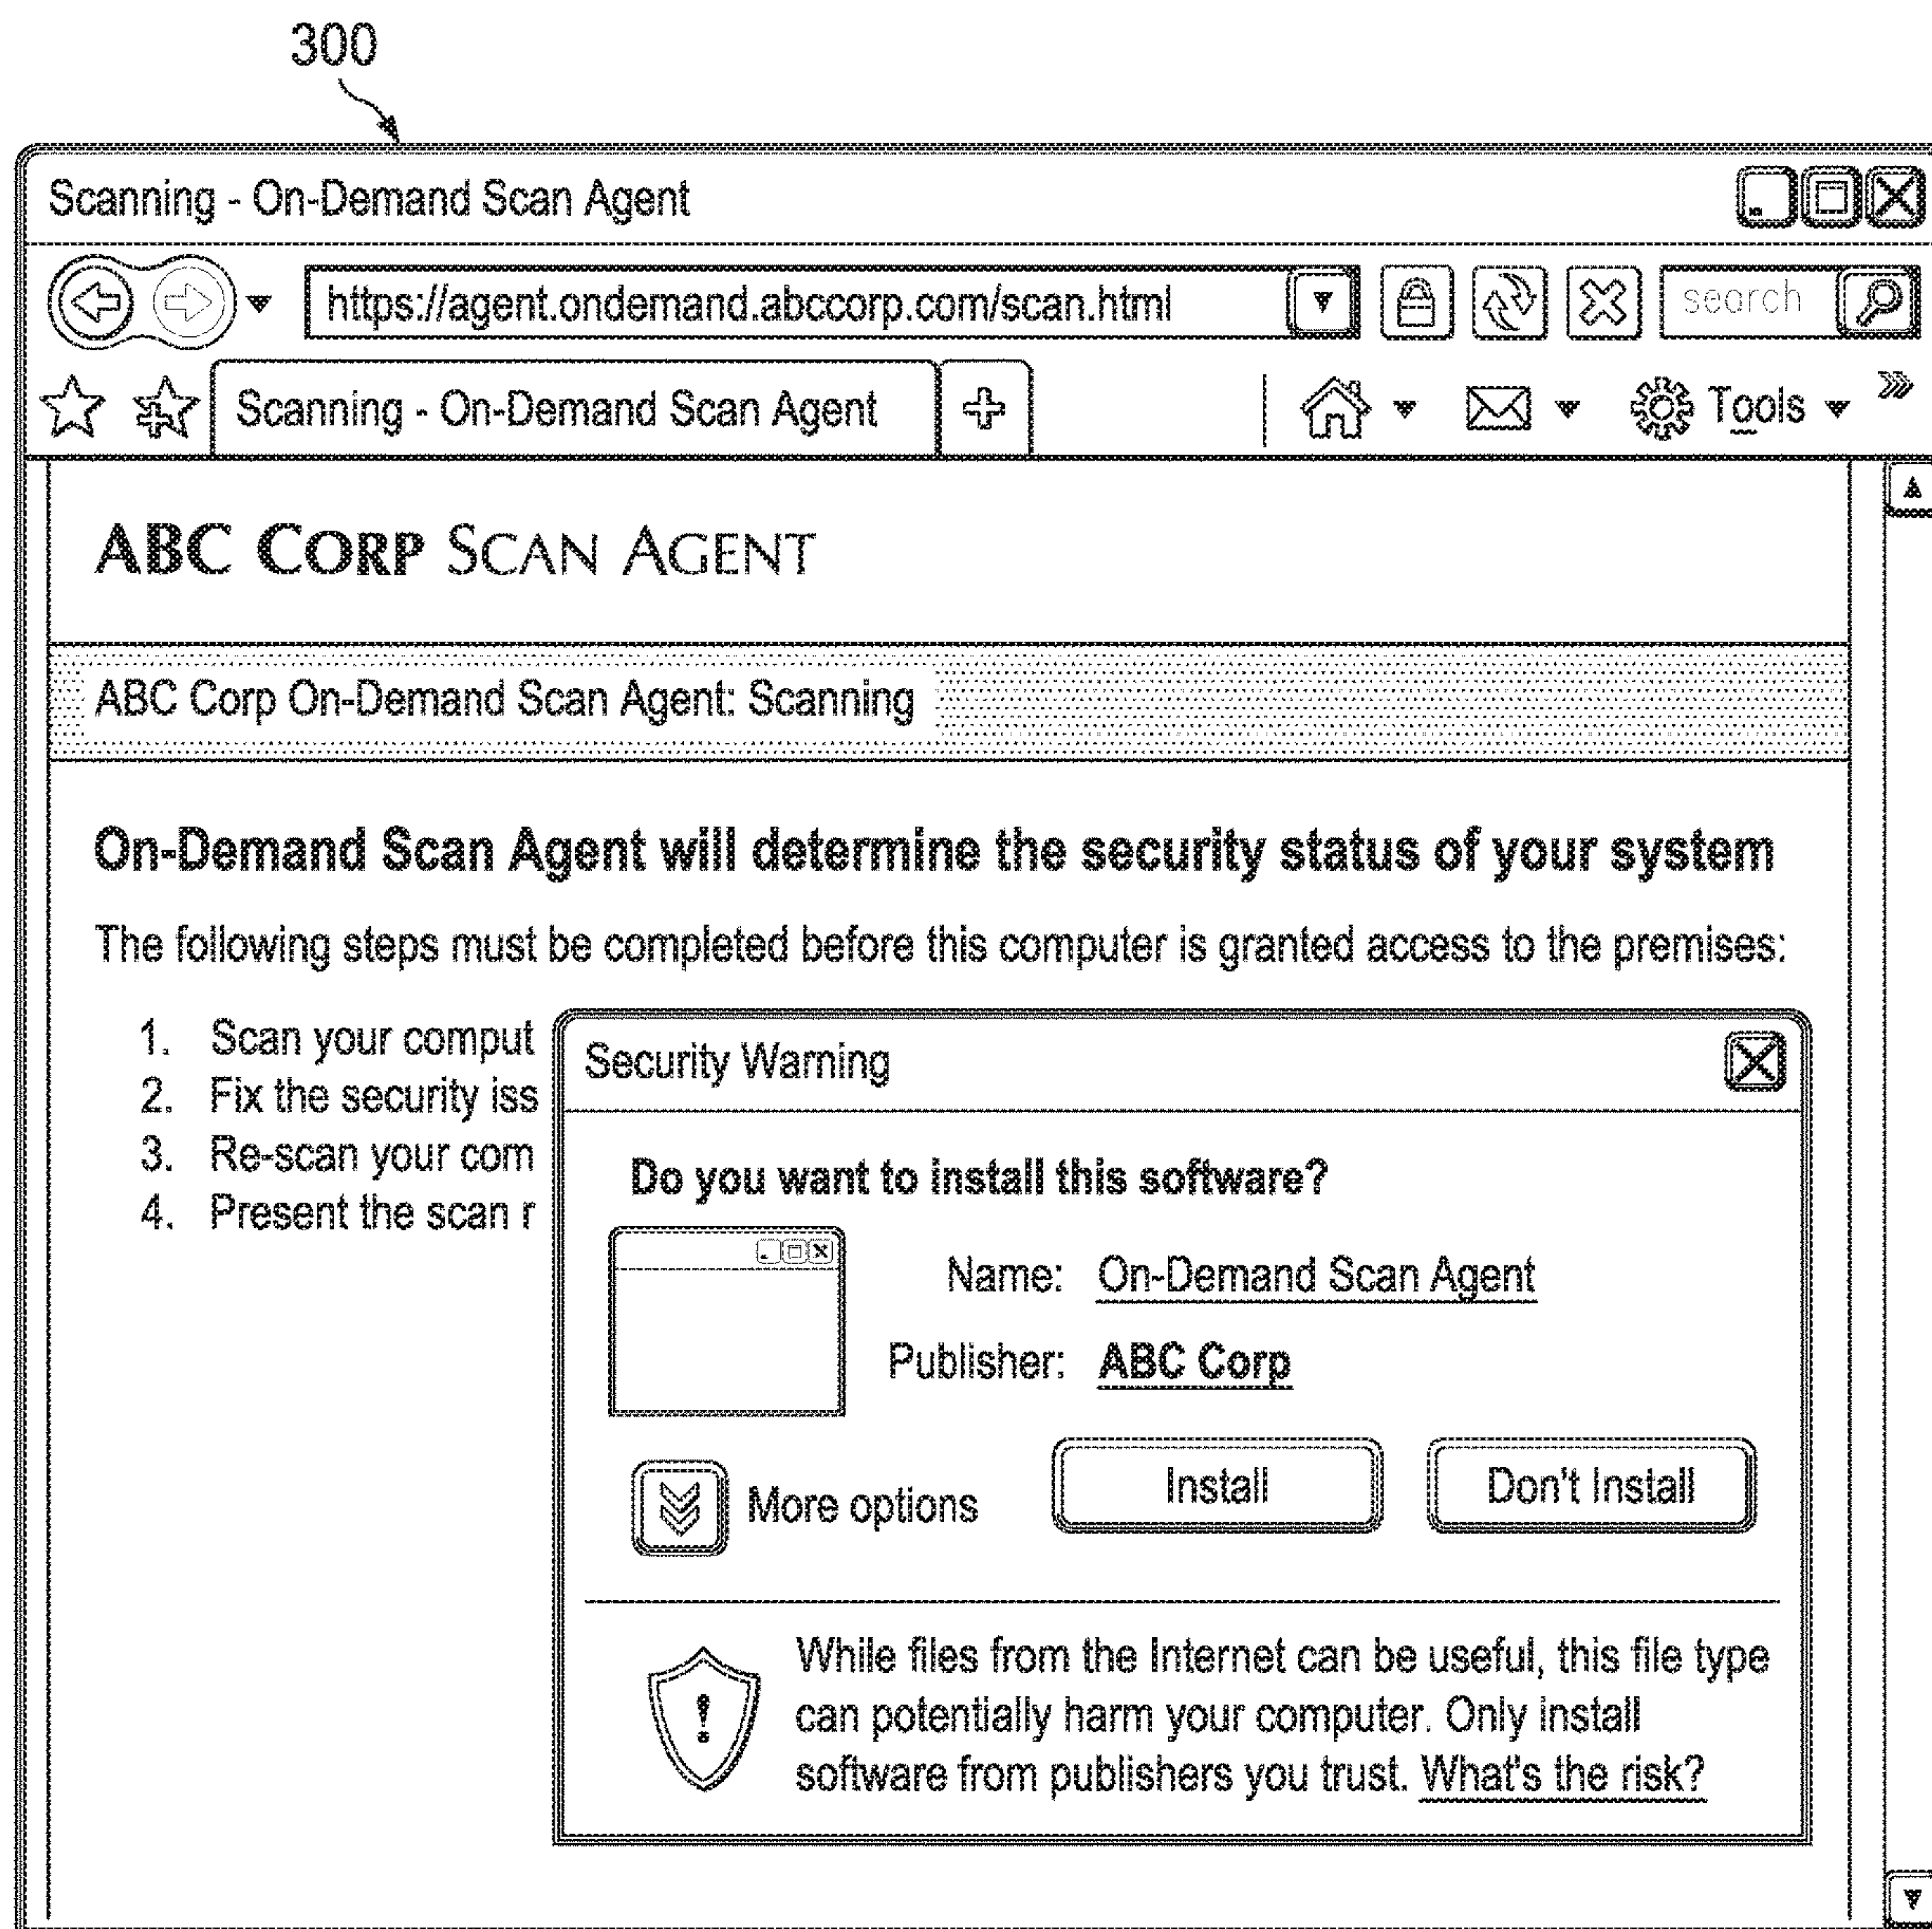 300
Scanning - On-Demand Scan Agent
https://agent.ondemand.abccorp.com/scan.html
search
Scanning - On-Demand Scan Agent
Tools
ABC CORP SCAN AGENT
ABC Corp On-Demand Scan Agent: Scanning
On-Demand Scan Agent will determine the security status of your system
The following steps must be completed before this computer is granted access to the premises:
1. Scan your comput
2. Fix the security iss
3. Re-scan your com
4. Present the scan r
Security Warning
Do you want to install this software?
Name: On-Demand Scan Agent
Publisher: ABC Corp
More options
Install
Don't Install
While files from the Internet can be useful, this file type
can potentially harm your computer. Only install
software from publishers you trust. What's the risk?